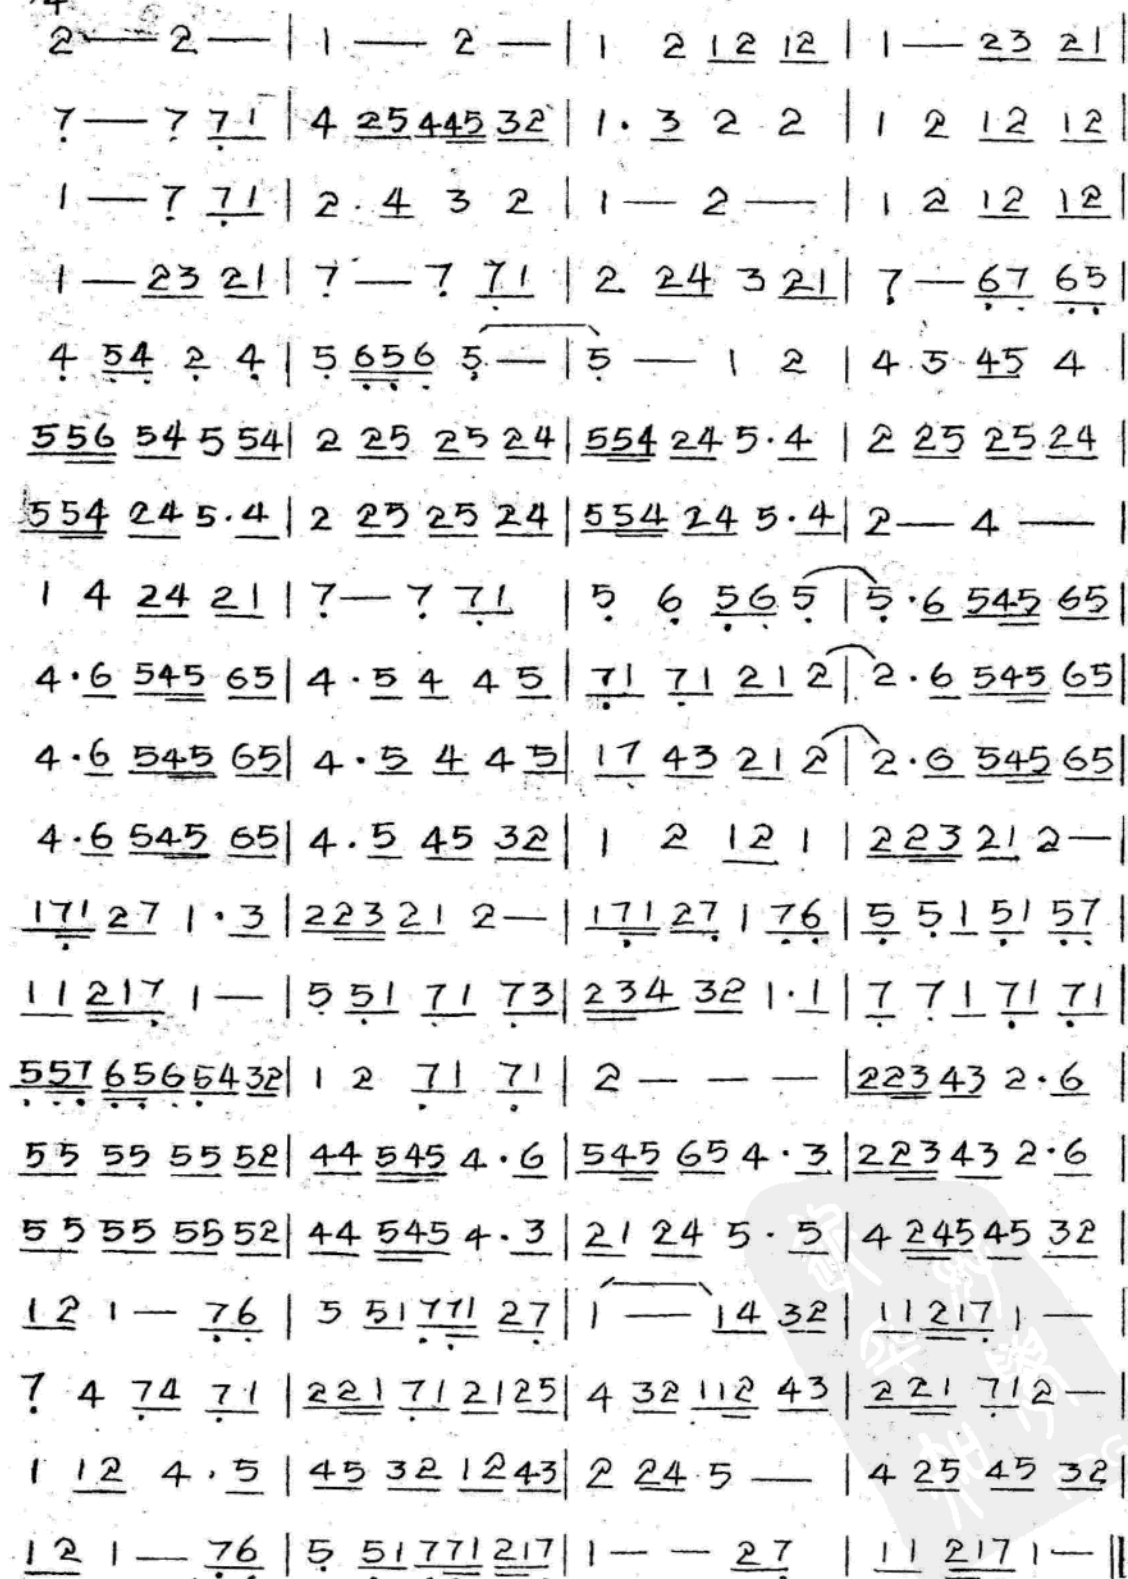 4
2 — 2 — | 1 — 2 — | 1 2 12 12 | 1 — 23 21 |
7 — 7 71 | 4 25 445 32 | 1 · 3 2 2 | 1 2 12 12 |
1 — 7 71 | 2 · 4 3 2 | 1 — 2 — | 1 2 12 12 |
1 — 23 21 | 7 — 7 71 | 2 24 3 21 | 7 — 67 65 |
4 54 2 4 | 5 656 5 — | 5 — 1 2 | 4 · 5 45 4 |
556 54 5 54 | 2 25 25 24 | 554 24 5 · 4 | 2 25 25 24 |
554 24 5 · 4 | 2 25 25 24 | 554 24 5 · 4 | 2 — 4 — |
1 4 24 21 | 7 — 7 71 | 5 6 56 5 | 5 · 6 545 65 |
4 · 6 545 65 | 4 · 5 4 4 5 | 71 71 21 2 | 2 · 6 545 65 |
4 · 6 545 65 | 4 · 5 4 4 5 | 17 43 21 2 | 2 · 6 545 65 |
4 · 6 545 65 | 4 · 5 45 32 | 1 2 12 1 | 223 21 2 — |
171 27 1 · 3 | 223 21 2 — | 171 27 1 76 | 5 5 1 51 57 |
11 217 1 — | 5 51 71 73 | 234 32 1 · 1 | 7 7 1 71 71 |
557 656 54 32 | 1 2 71 71 | 2 — — — | 223 43 2 · 6 |
55 55 55 52 | 44 545 4 · 6 | 545 65 4 · 3 | 223 43 2 · 6 |
55 55 55 52 | 44 545 4 · 3 | 21 24 5 · 5 | 4 245 45 32 |
12 1 — 76 | 5 51 771 27 | 1 — 14 32 | 11 217 1 — |
7 4 74 71 | 221 71 21 25 | 4 32 112 43 | 221 71 2 — |
1 12 4 · 5 | 45 32 12 43 | 2 24 5 — | 4 25 45 32 |
12 1 — 76 | 5 51 771 217 | 1 — — 27 | 11 217 1 — ‖